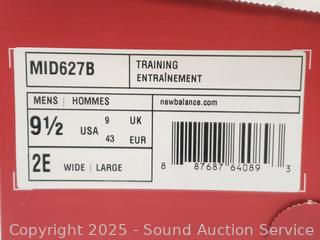 MID627B
TRAINING
ENTRAÎNEMENT
MENS | HOMMES
newbalance.com
9½ USA 9 UK
43 EUR
2E WIDE | LARGE
8 87687 64089 3
Copyright 2025 - Sound Auction Service